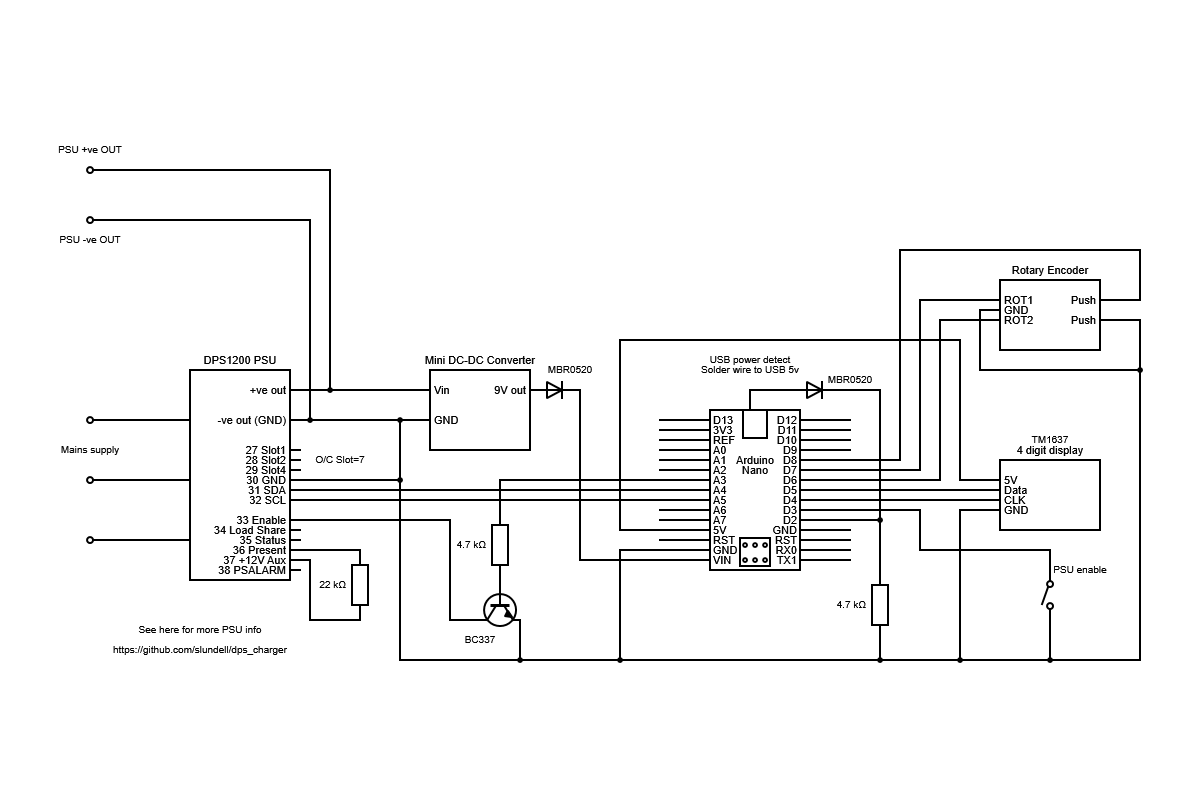 PSU +ve OUT
PSU -ve OUT
Mains supply
DPS1200 PSU
+ve out
-ve out (GND)
27 Slot1
28 Slot2
29 Slot4
30 GND
31 SDA
32 SCL
33 Enable
34 Load Share
35 Status
36 Present
37 +12V Aux
38 PSALARM
O/C Slot=7
22 kΩ
See here for more PSU info
https://github.com/slundell/dps_charger
Mini DC-DC Converter
Vin
9V out
GND
MBR0520
4.7 kΩ
BC337
USB power detect
Solder wire to USB 5v
MBR0520
Arduino
Nano
D13
3V3
REF
A0
A1
A2
A3
A4
A5
A6
A7
5V
RST
GND
VIN
D12
D11
D10
D9
D8
D7
D6
D5
D4
D3
D2
GND
RST
RX0
TX1
4.7 kΩ
Rotary Encoder
ROT1
GND
ROT2
Push
Push
TM1637
4 digit display
5V
Data
CLK
GND
PSU enable